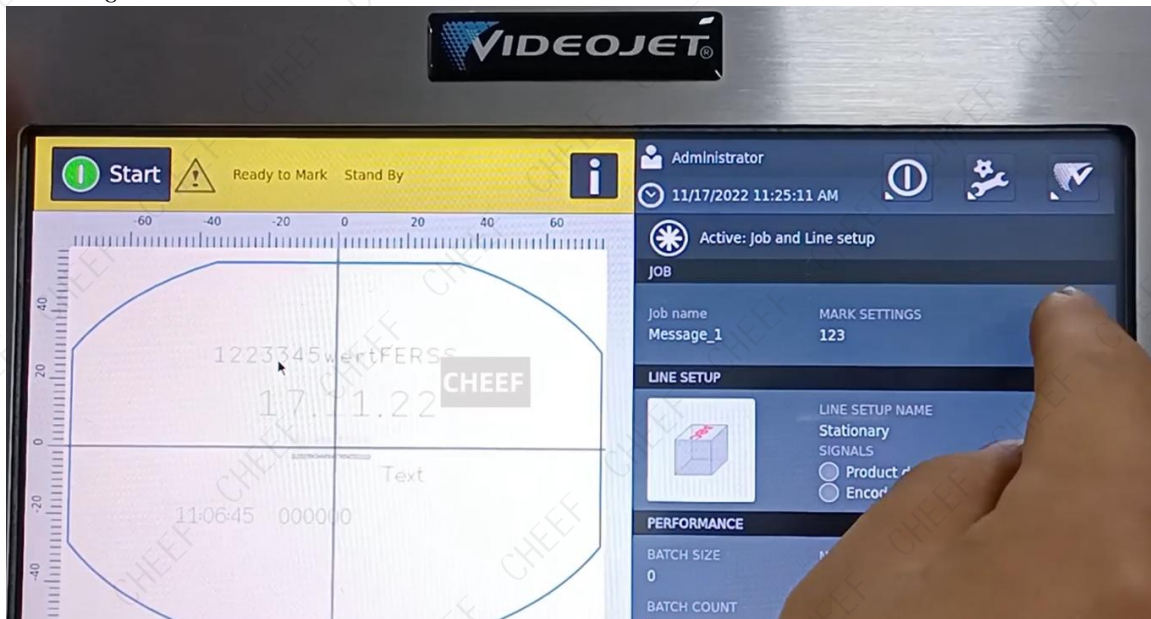 VIDEOJET®
Start
Ready to Mark Stand By
i
Administrator
11/17/2022 11:25:11 AM
Active: Job and Line setup
-60 -40 -20 0 20 40 60
40
20
0
-20
-40
JOB
Job name
Message_1
MARK SETTINGS
123
1223345wertFERSS
CHEEF
17.11.22
Text
11:06:45 000000
LINE SETUP
LINE SETUP NAME
Stationary
SIGNALS
Product
PERFORMANCE
BATCH SIZE
0
BATCH COUNT